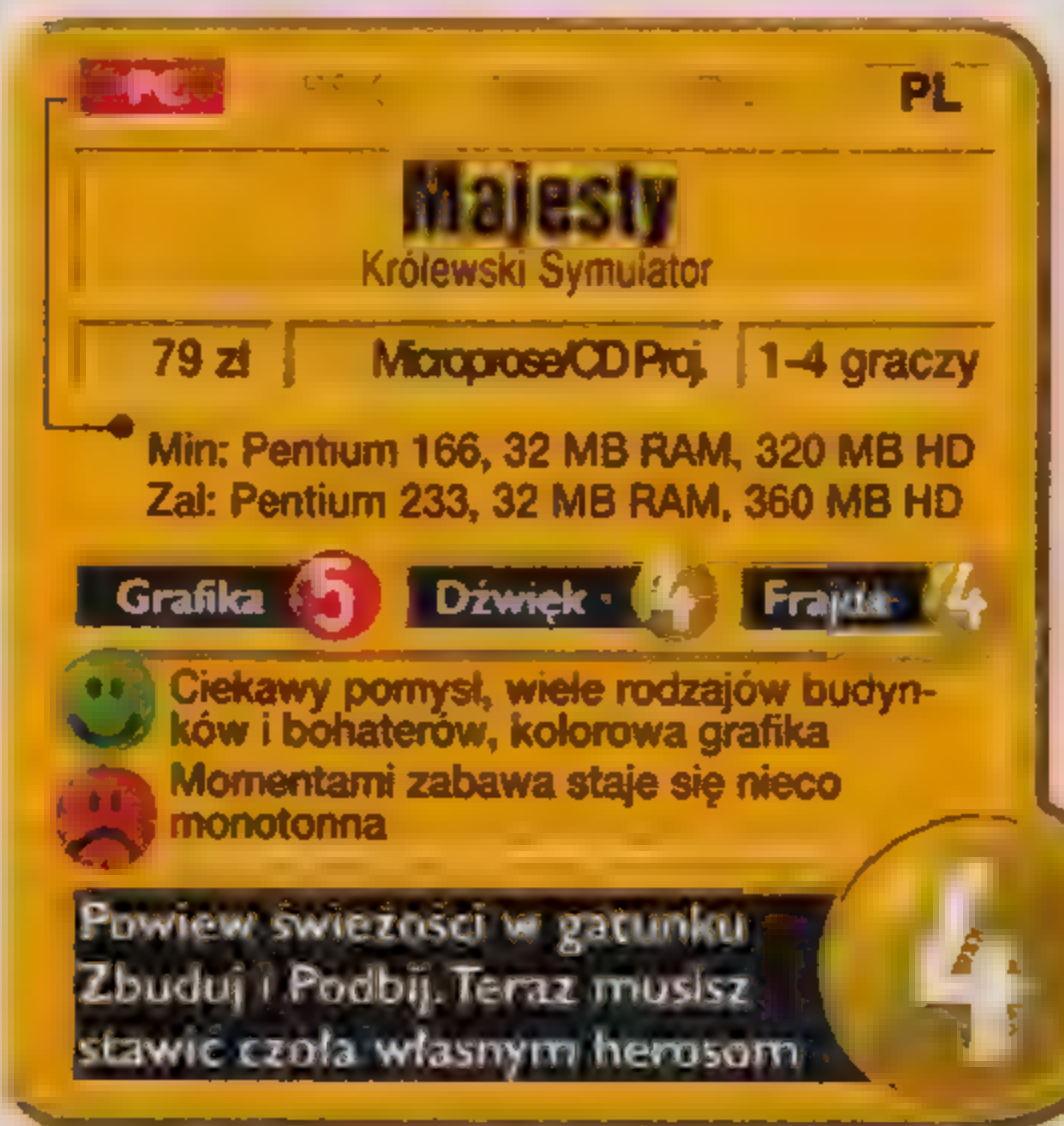 PC PL
Majesty
Królewski Symulator
79 zł Microprose/CD Proj. 1-4 graczy
Min: Pentium 166, 32 MB RAM, 320 MB HD
Zal: Pentium 233, 32 MB RAM, 360 MB HD
Grafika 5 Dźwięk 4 Frajda 4
Ciekawy pomysł, wiele rodzajów budyn-
ków i bohaterów, kolorowa grafika
Momentami zabawa staje się nieco
monotonna
Powiew świeżości w gatunku
Zbuduj i Podbij. Teraz musisz
stawić czoła własnym herosom
4